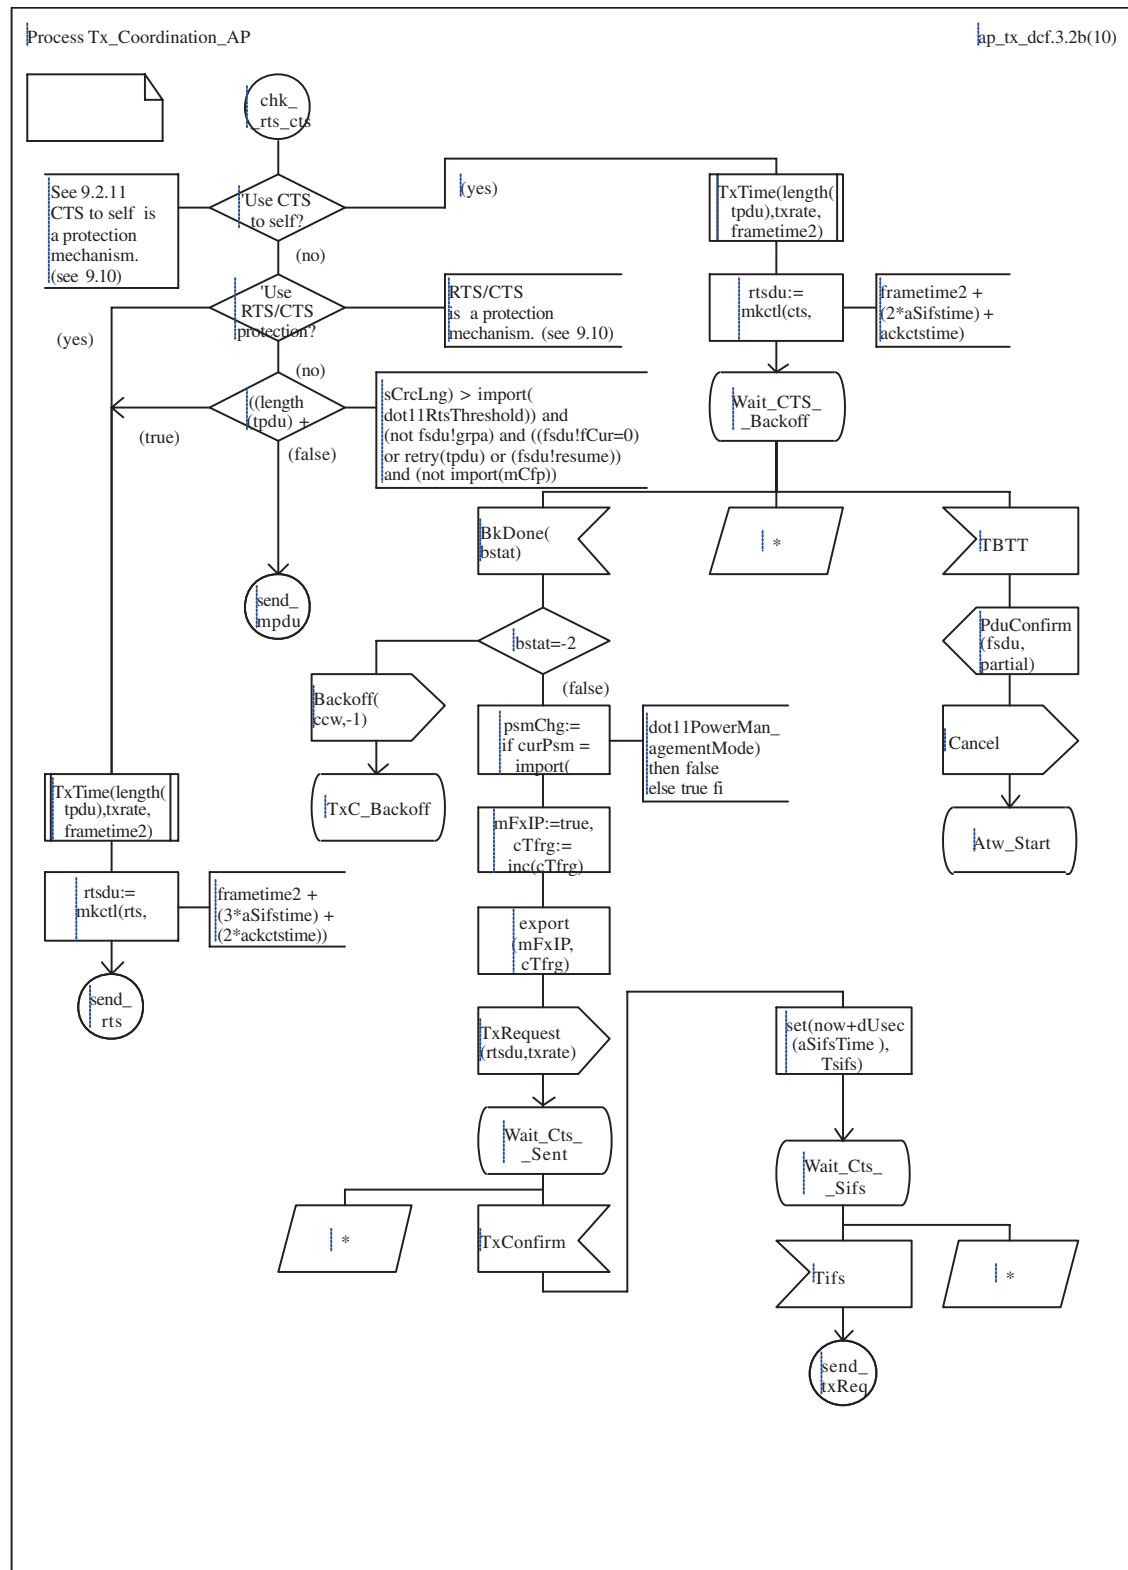 Process Tx_Coordination_AP
ap_tx_dcf.3.2b(10)
chk_
_rts_cts
See 9.2.11
CTS to self is
a protection
mechanism.
(see 9.10)
'Use CTS
to self?
(yes)
(no)
TxTime(length(
tpdu),txrate,
frametime2)
'Use
RTS/CTS
protection?
RTS/CTS
is a protection
mechanism. (see 9.10)
rtsdu:=
mkctl(cts,
frametime2 +
(2*aSifstime) +
ackctstime)
(yes)
(no)
((length
(tpdu) +
sCrcLng) > import(
dot11RtsThreshold)) and
(not fsdu!grpa) and ((fsdu!fCur=0)
or retry(tpdu) or (fsdu!resume))
and (not import(mCfp))
Wait_CTS_
_Backoff
(true)
(false)
BkDone(
bstat)
*
TBTT
send_
mpdu
bstat=-2
PduConfirm
(fsdu,
partial)
(false)
Backoff(
ccw,-1)
psmChg:=
if curPsm =
import(
dot11PowerMan_
agementMode)
then false
else true fi
Cancel
TxTime(length(
tpdu),txrate,
frametime2)
TxC_Backoff
mFxIP:=true,
cTfrg:=
inc(cTfrg)
Atw_Start
rtsdu:=
mkctl(rts,
frametime2 +
(3*aSifstime) +
(2*ackctstime))
export
(mFxIP,
cTfrg)
send_
rts
TxRequest
(rtsdu,txrate)
set(now+dUsec
(aSifsTime ),
Tsifs)
Wait_Cts_
_Sent
Wait_Cts_
_Sifs
*
TxConfirm
Tifs
*
send_
txReq